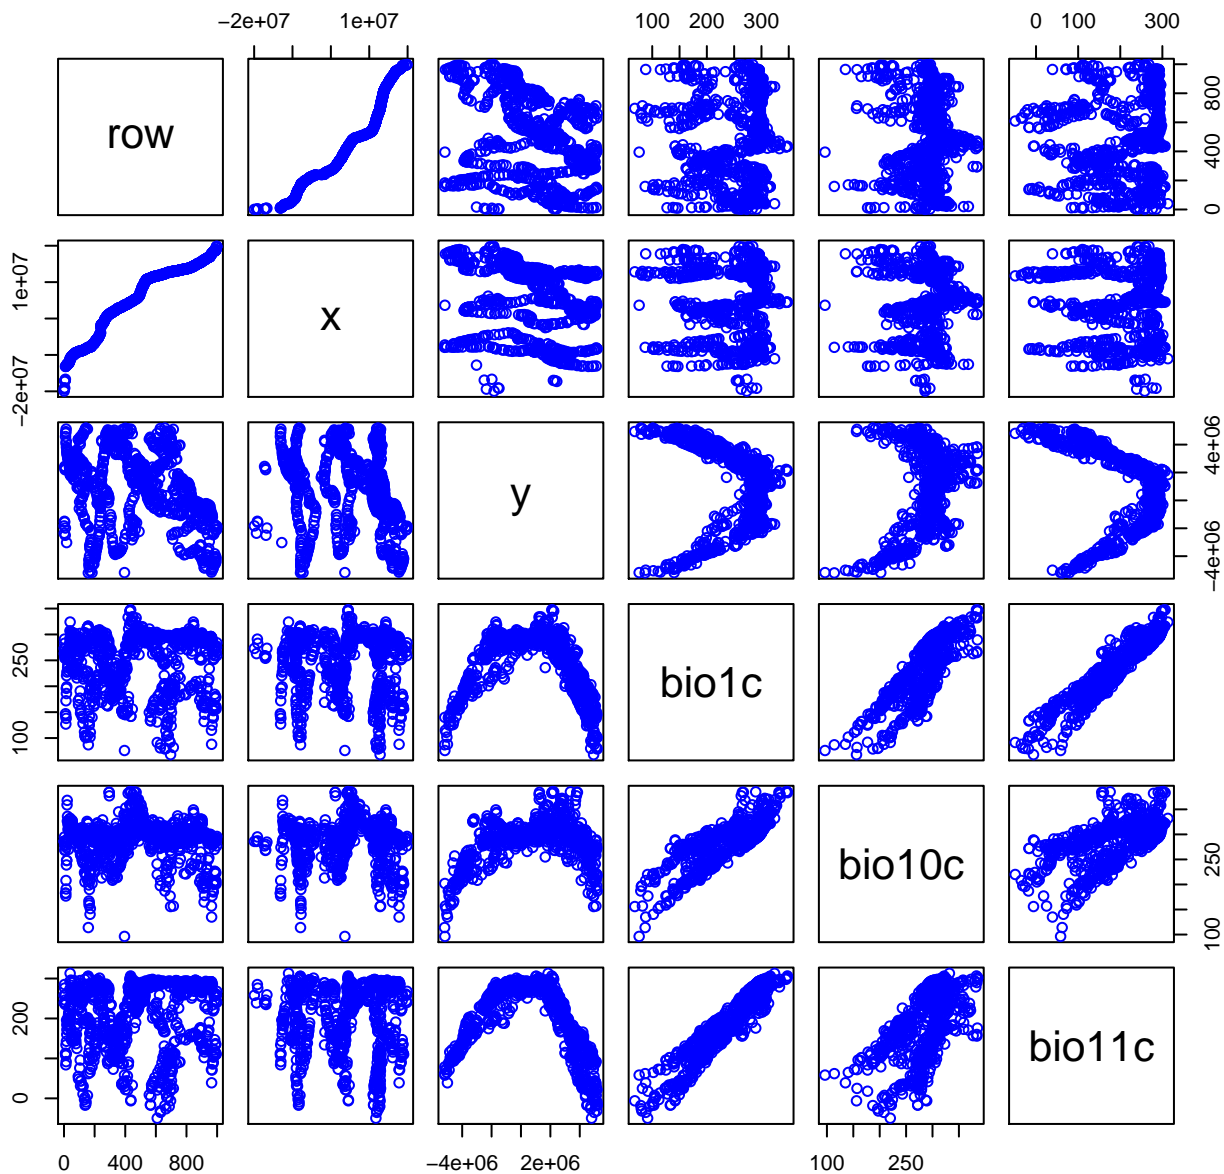 −2e+07 1e+07 100 200 300 0 100 300
row 0 400 800
−2e+07 1e+07 x
y −4e+06 4e+06
100 250 bio1c
bio10c 100 250
0 200 bio11c
0 400 800 −4e+06 2e+06 100 250